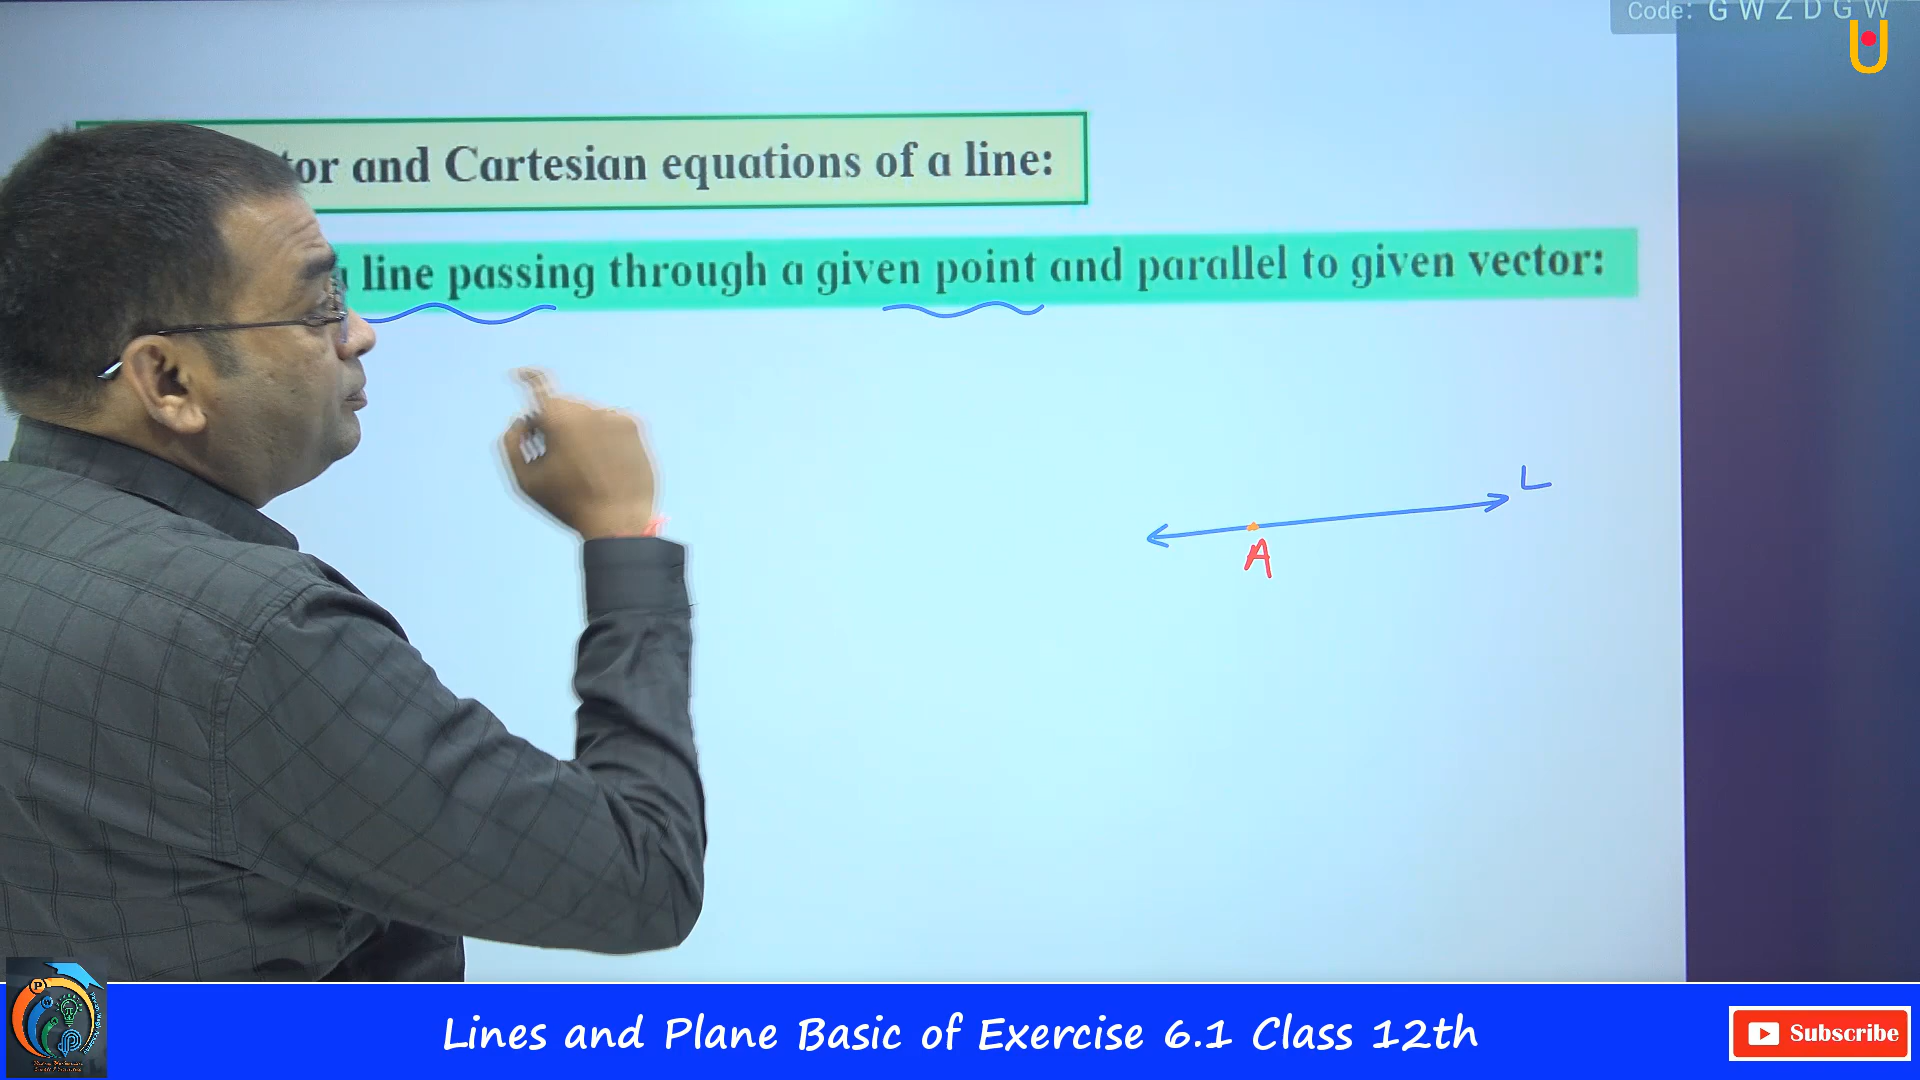 Code: G W Z D G W
or and Cartesian equations of a line:
line passing through a given point and parallel to given vector:
L
A
Lines and Plane Basic of Exercise 6.1 Class 12th
Subscribe